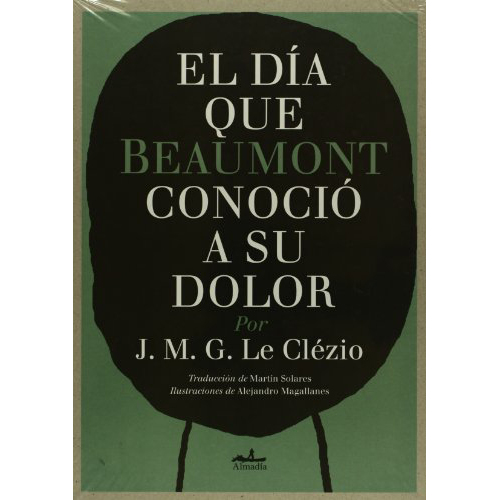 EL DÍA
QUE
BEAUMONT
CONOCIÓ
A SU
DOLOR
Por
J. M. G. Le Clézio
Traducción de Martín Solares
Ilustraciones de Alejandro Magallanes
Almadía